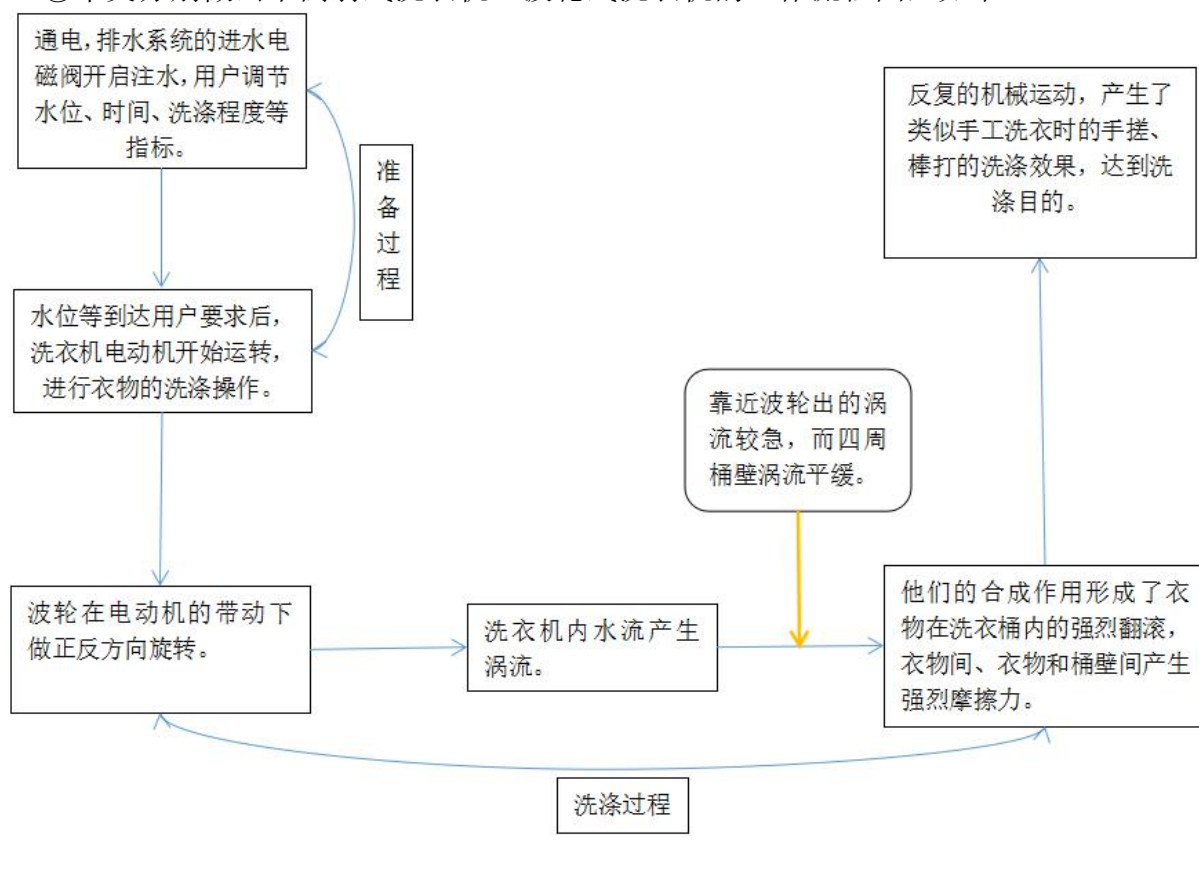 通电，排水系统的进水电
磁阀开启注水，用户调节
水位、时间、洗涤程度等
指标。
准
备
过
程
水位等到达用户要求后，
洗衣机电动机开始运转，
进行衣物的洗涤操作。
波轮在电动机的带动下
做正反方向旋转。
洗衣机内水流产生
涡流。
靠近波轮出的涡
流较急，而四周
桶壁涡流平缓。
他们的合成作用形成了衣
物在洗衣桶内的强烈翻滚，
衣物间、衣物和桶壁间产生
强烈摩擦力。
反复的机械运动，产生了
类似手工洗衣时的手搓、
棒打的洗涤效果，达到洗
涤目的。
洗涤过程